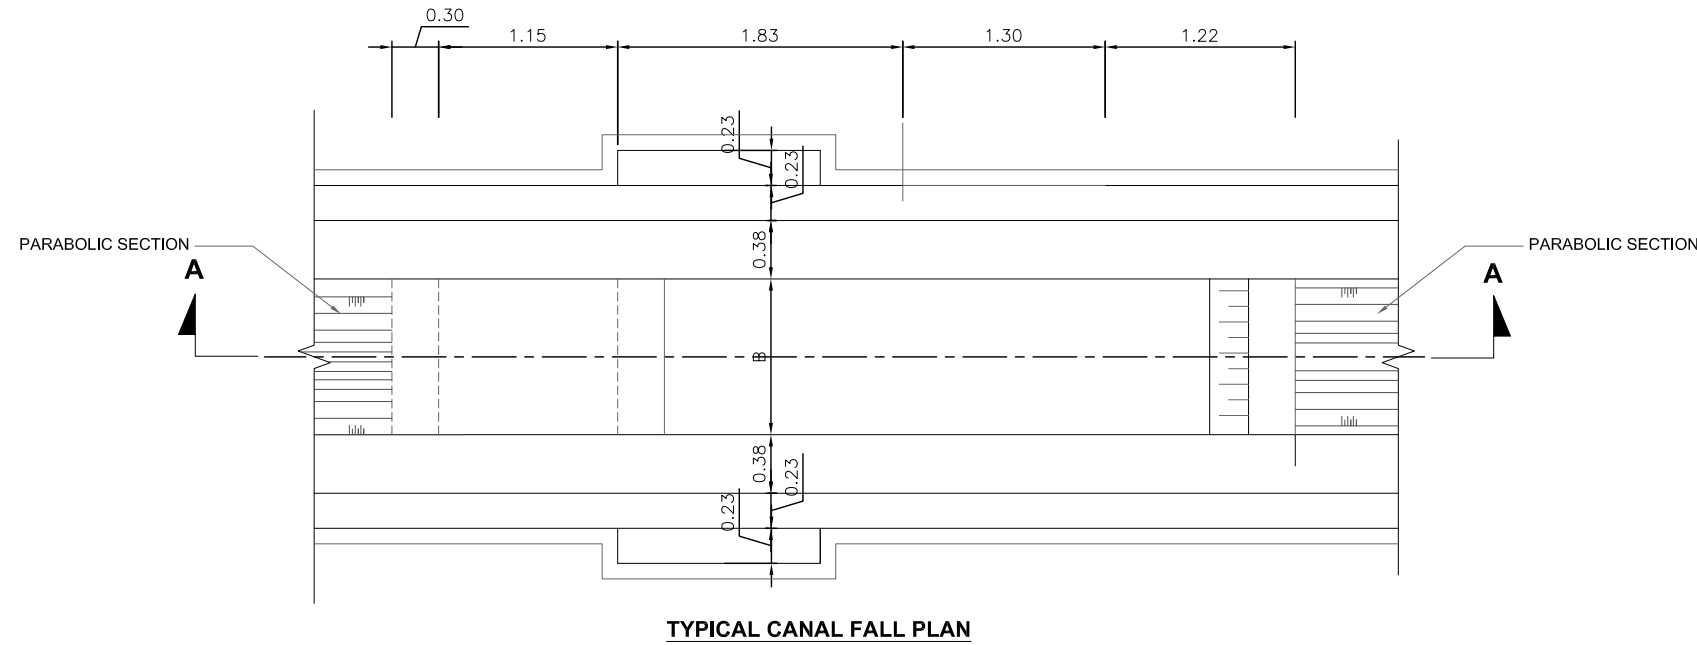 0.30
1.15
1.83
1.30
1.22
0.23
0.23
0.38
PARABOLIC SECTION
PARABOLIC SECTION
A
A
B
0.38
0.23
0.23
TYPICAL CANAL FALL PLAN